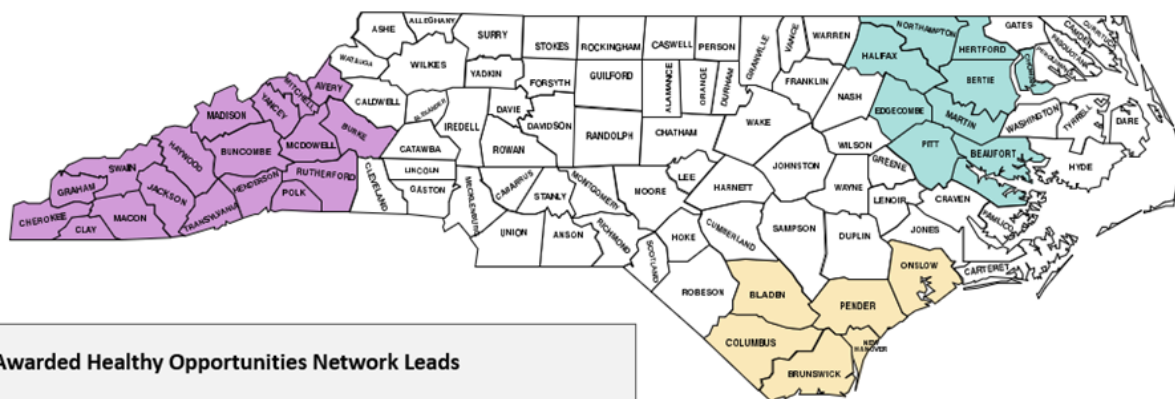 ASHE
ALLEGHANY
SURRY
STOKES
ROCKINGHAM
CASWELL
PERSON
GRANVILLE
VANCE
WARREN
NORTHAMPTON
GATES
CAMDEN
PASQUOTANK
HALIFAX
HERTFORD
WATAUGA
WILKES
YADKIN
FORSYTH
GUILFORD
ALAMANCE
ORANGE
DURHAM
FRANKLIN
NASH
BERTIE
EDGECOMBE
MARTIN
WASHINGTON
TYRRELL
DARE
AVERY
MITCHELL
YANCEY
MADISON
CALDWELL
ALEXANDER
IREDELL
DAVIE
DAVIDSON
RANDOLPH
CHATHAM
WAKE
WILSON
PITT
BEAUFORT
HYDE
BURKE
MCDOWELL
BUNCOMBE
HAYWOOD
SWAIN
CATAWBA
ROWAN
LINCOLN
GASTON
CLEVELAND
RUTHERFORD
HENDERSON
POLK
GRAHAM
JACKSON
TRANSYLVANIA
CHEROKEE
MACON
CLAY
MECKLENBURG
CABARRUS
STANLY
MONTGOMERY
MOORE
LEE
HARNETT
JOHNSTON
WAYNE
GREENE
LENOIR
CRAVEN
PAMLICO
JONES
UNION
ANSON
RICHMOND
SCOTLAND
HOKE
CUMBERLAND
SAMPSON
DUPLIN
ONSLOW
CARTERET
ROBESON
BLADEN
PENDER
COLUMBUS
NEW
HANOVER
BRUNSWICK
Awarded Healthy Opportunities Network Leads